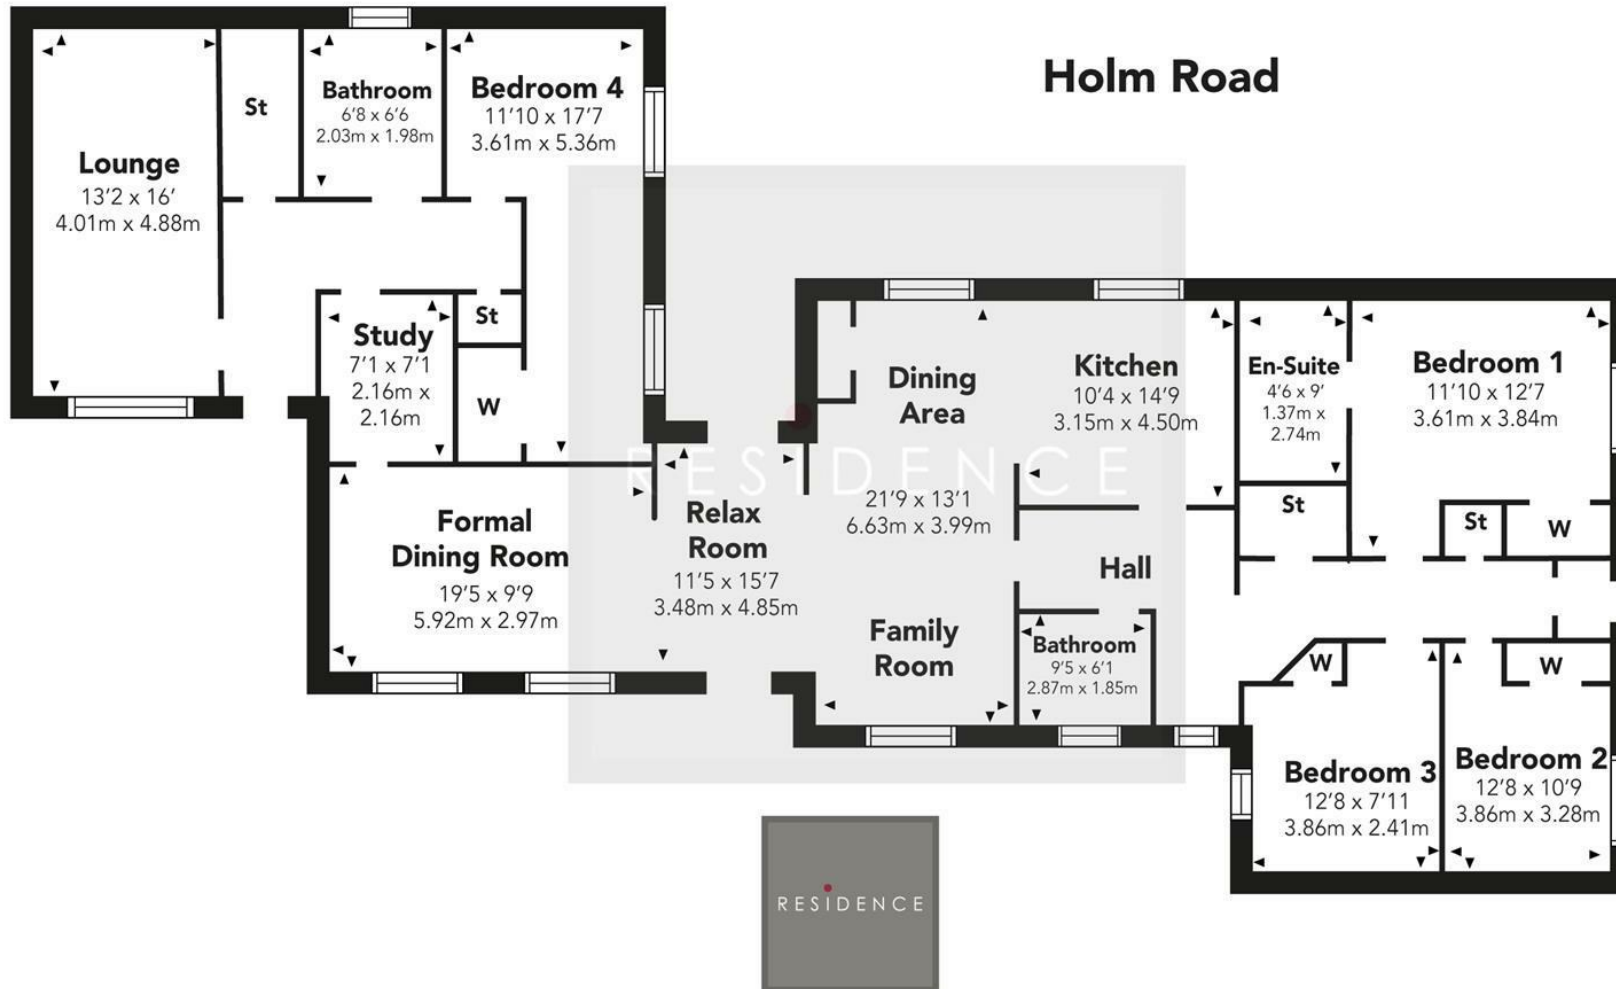 Holm Road
Lounge
13'2 x 16'
4.01m x 4.88m
St
Bathroom
6'8 x 6'6
2.03m x 1.98m
Bedroom 4
11'10 x 17'7
3.61m x 5.36m
Study
7'1 x 7'1
2.16m x
2.16m
St
W
Formal
Dining Room
19'5 x 9'9
5.92m x 2.97m
Relax
Room
11'5 x 15'7
3.48m x 4.85m
RESIDENCE
Dining
Area
21'9 x 13'1
6.63m x 3.99m
Family
Room
Kitchen
10'4 x 14'9
3.15m x 4.50m
Hall
Bathroom
9'5 x 6'1
2.87m x 1.85m
En-Suite
4'6 x 9'
1.37m x
2.74m
St
Bedroom 1
11'10 x 12'7
3.61m x 3.84m
St
W
W
W
Bedroom 3
12'8 x 7'11
3.86m x 2.41m
Bedroom 2
12'8 x 10'9
3.86m x 3.28m
RESIDENCE